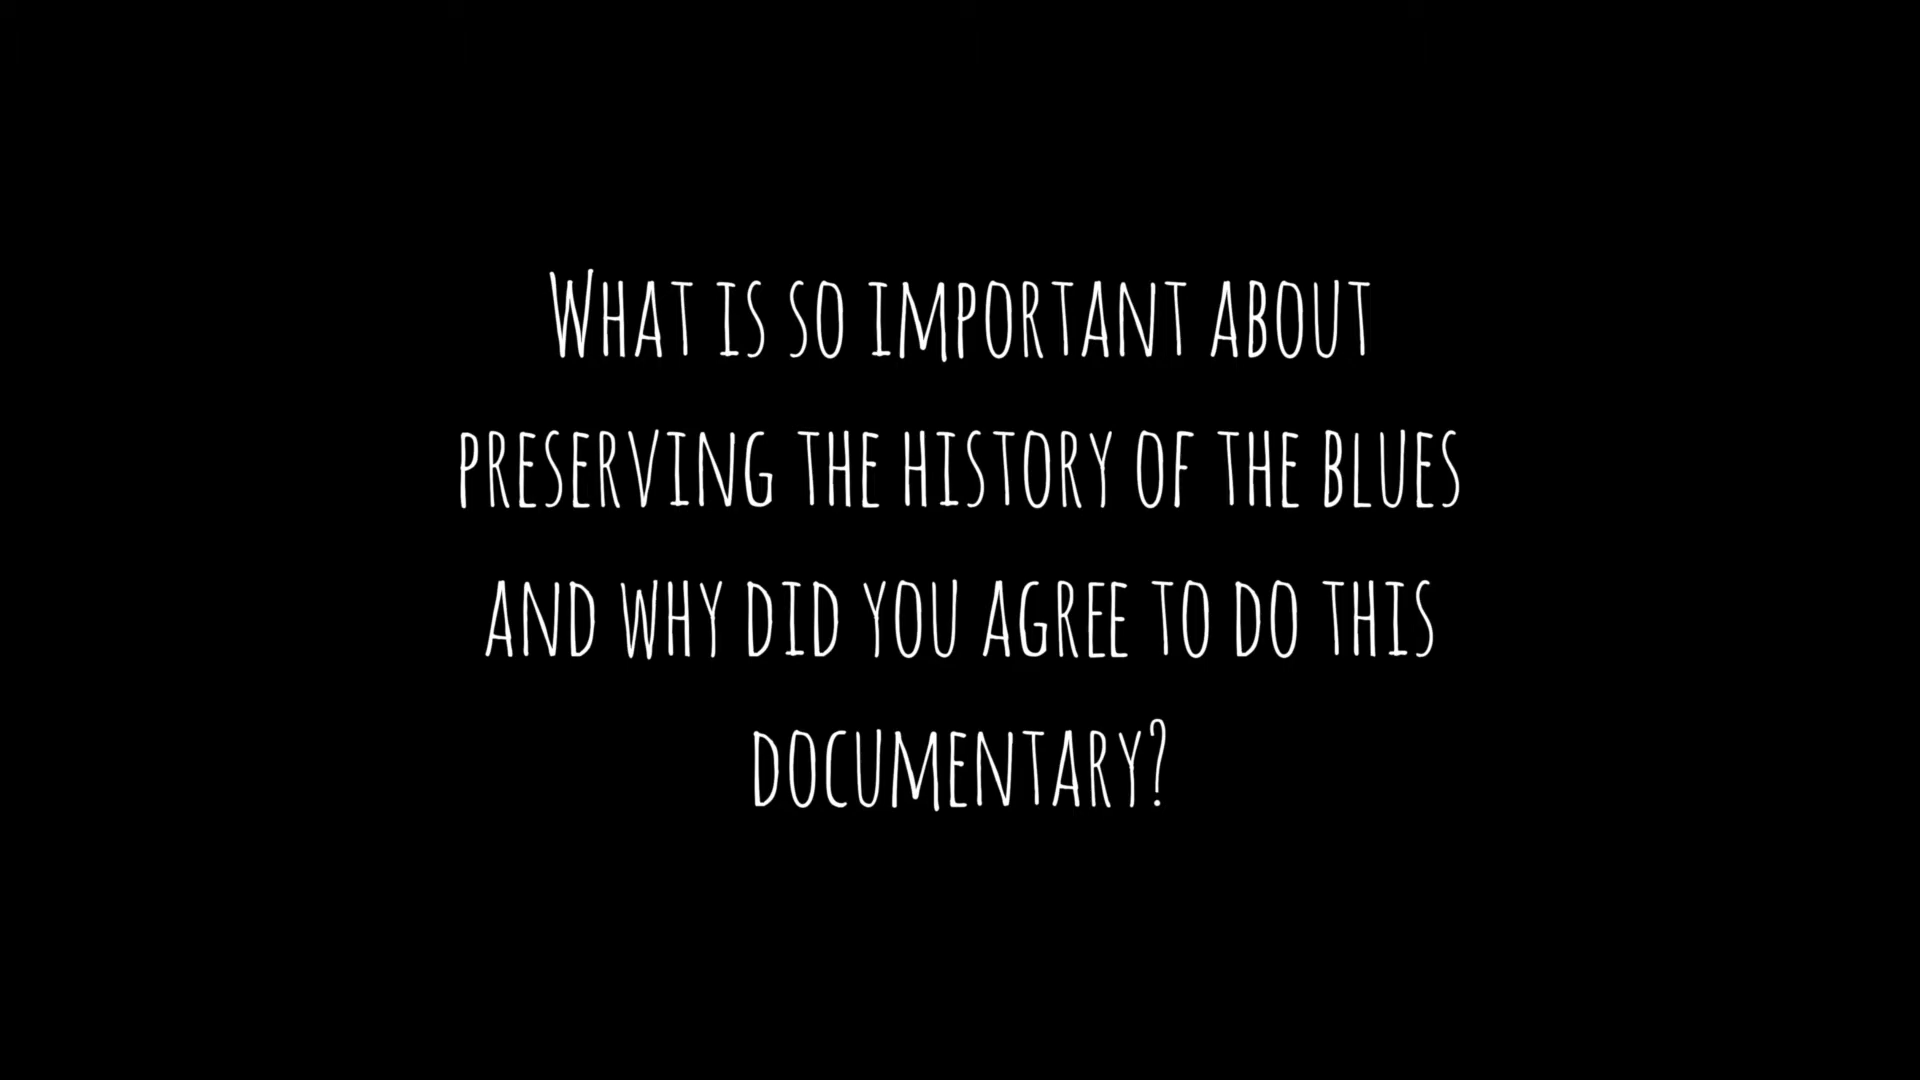 What is so important about
preserving the history of the blues
and why did you agree to do this
documentary?